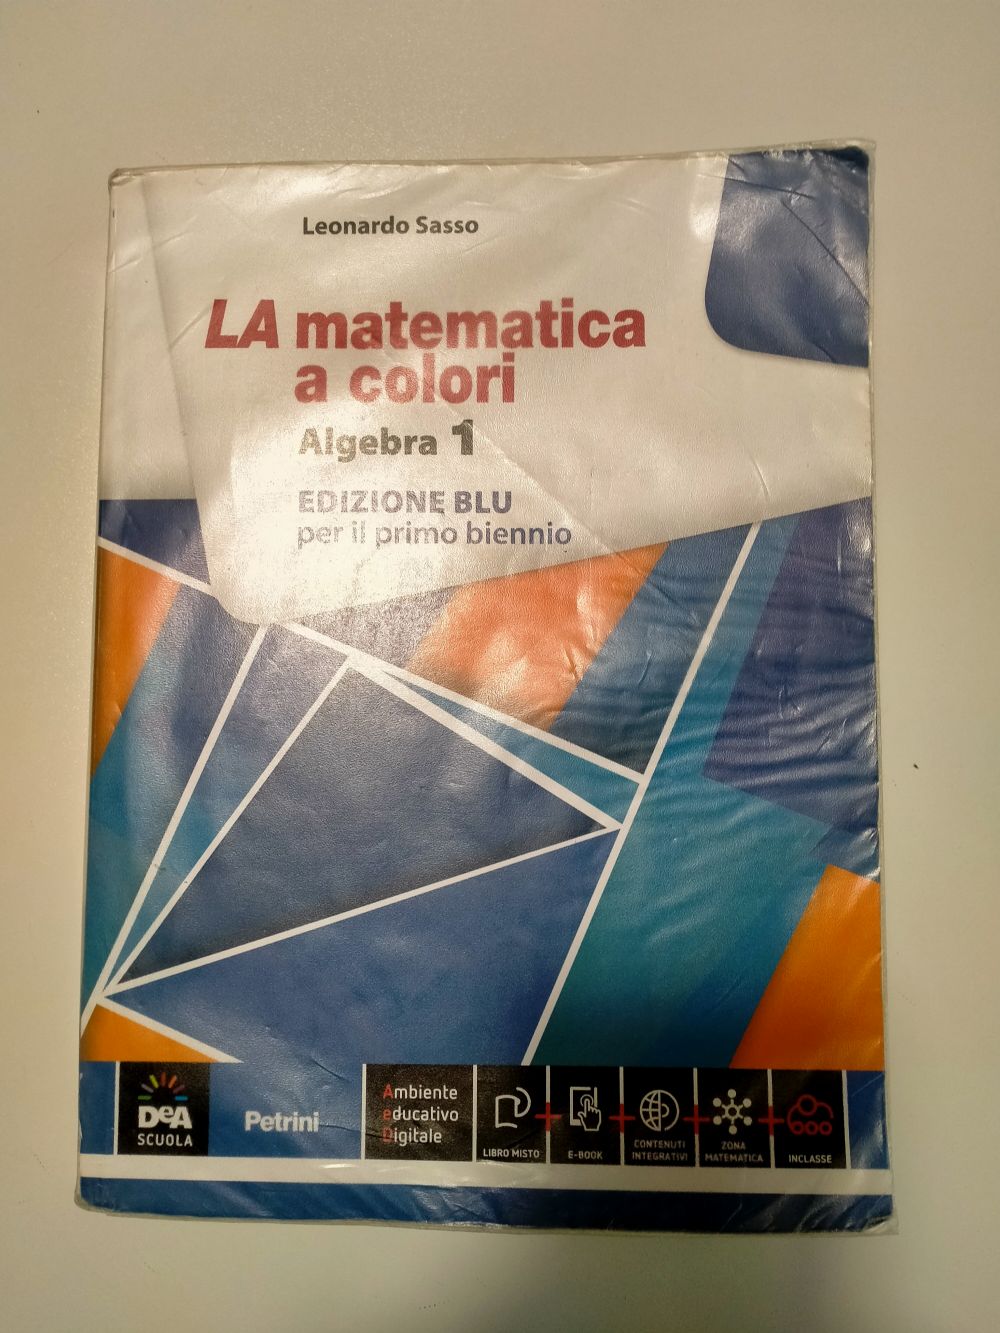 Leonardo Sasso
LA matematica
a colori
Algebra 1
EDIZIONE BLU
per il primo biennio
DeA
SCUOLA
Petrini
Ambiente
educativo
Digitale
LIBRO MISTO
E-BOOK
CONTENUTI
INTEGRATIVI
ZONA
MATEMATICA
INCLASSE